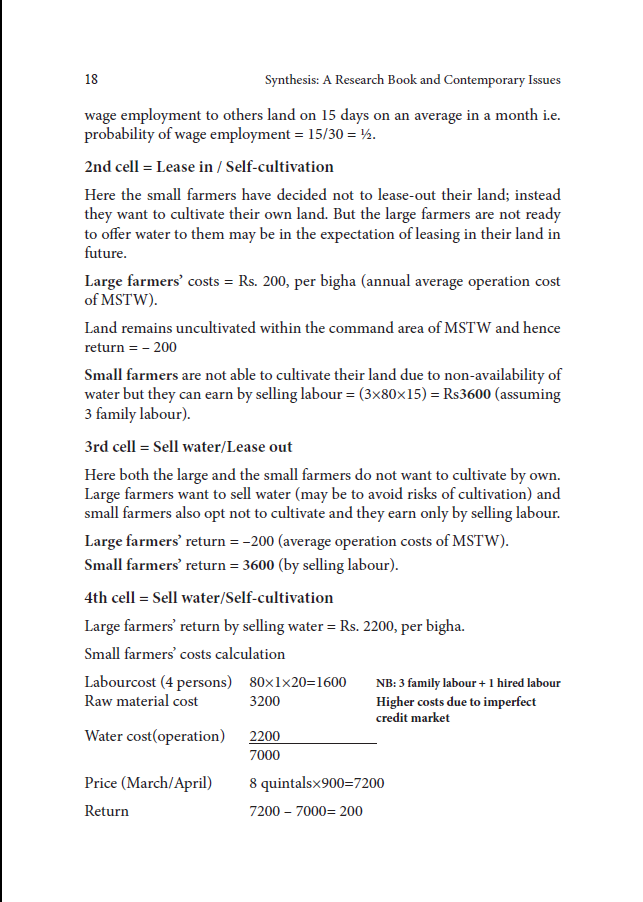 18 Synthesis: A Research Book and Contemporary Issues
wage employment to others land on 15 days on an average in a month i.e.
probability of wage employment = 15/30 = ½.
2nd cell = Lease in / Self-cultivation
Here the small farmers have decided not to lease-out their land; instead
they want to cultivate their own land. But the large farmers are not ready
to offer water to them may be in the expectation of leasing in their land in
future.
Large farmers’ costs = Rs. 200, per bigha (annual average operation cost
of MSTW).
Land remains uncultivated within the command area of MSTW and hence
return = – 200
Small farmers are not able to cultivate their land due to non-availability of
water but they can earn by selling labour = (3×80×15) = Rs3600 (assuming
3 family labour).
3rd cell = Sell water/Lease out
Here both the large and the small farmers do not want to cultivate by own.
Large farmers want to sell water (may be to avoid risks of cultivation) and
small farmers also opt not to cultivate and they earn only by selling labour.
Large farmers’ return = –200 (average operation costs of MSTW).
Small farmers’ return = 3600 (by selling labour).
4th cell = Sell water/Self-cultivation
Large farmers’ return by selling water = Rs. 2200, per bigha.
Small farmers’ costs calculation
Labourcost (4 persons) 80×1×20=1600 NB: 3 family labour + 1 hired labour
Raw material cost 3200 Higher costs due to imperfect
credit market
Water cost(operation) 2200
7000
Price (March/April) 8 quintals×900=7200
Return 7200 – 7000= 200